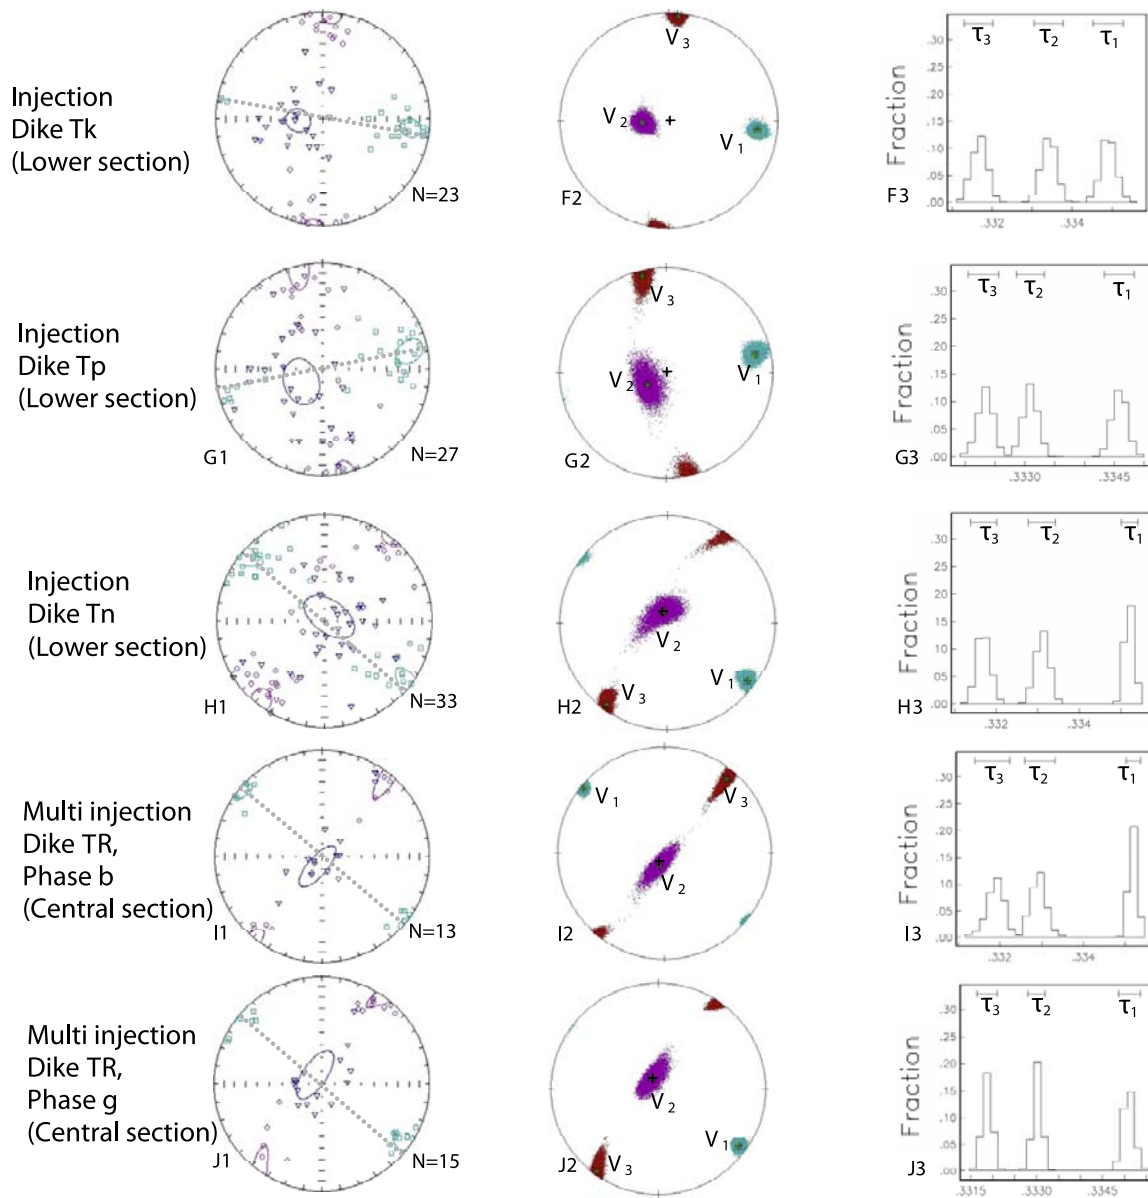 Injection
Dike Tk
(Lower section)
N=23
V3
V2
V1
F2
Fraction
.30
.25
.20
.15
.10
.05
.00
τ3 τ2 τ1
F3
.332 .334
Injection
Dike Tp
(Lower section)
G1
N=27
V3
V2
V1
G2
Fraction
.30
.25
.20
.15
.10
.05
.00
τ3 τ2 τ1
G3
.3330 .3345
Injection
Dike Tn
(Lower section)
H1
N=33
V2
V3
V1
H2
Fraction
.30
.25
.20
.15
.10
.05
.00
τ3 τ2 τ1
H3
.332 .334
Multi injection
Dike TR,
Phase b
(Central section)
I1
N=13
V1
V3
V2
I2
Fraction
.30
.25
.20
.15
.10
.05
.00
τ3 τ2 τ1
I3
.332 .334
Multi injection
Dike TR,
Phase g
(Central section)
J1
N=15
V2
V3
V1
J2
Fraction
.30
.25
.20
.15
.10
.05
.00
τ3 τ2 τ1
J3
.3315 .3330 .3345